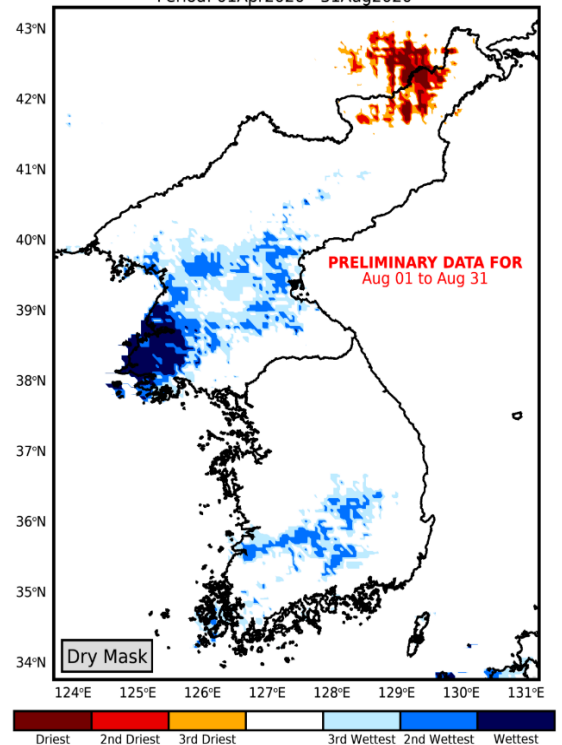 Period:
43°N
42°N
41°N
40°N
39°N
38°N
37°N
36°N
35°N
34°N
PRELIMINARY DATA FOR
Aug 01 to Aug 31
Dry Mask
124°E 125°E 126°E 127°E 128°E 129°E 130°E 131°E
Driest 2nd Driest 3rd Driest 3rd Wettest 2nd Wettest Wettest